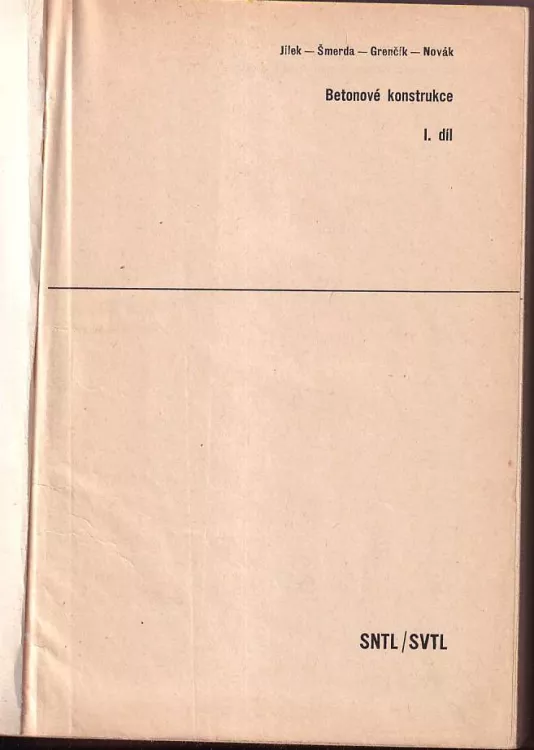 Jílek — Šmerda — Grenčík — Novák
Betonové konstrukce
I. díl
SNTL/SVTL